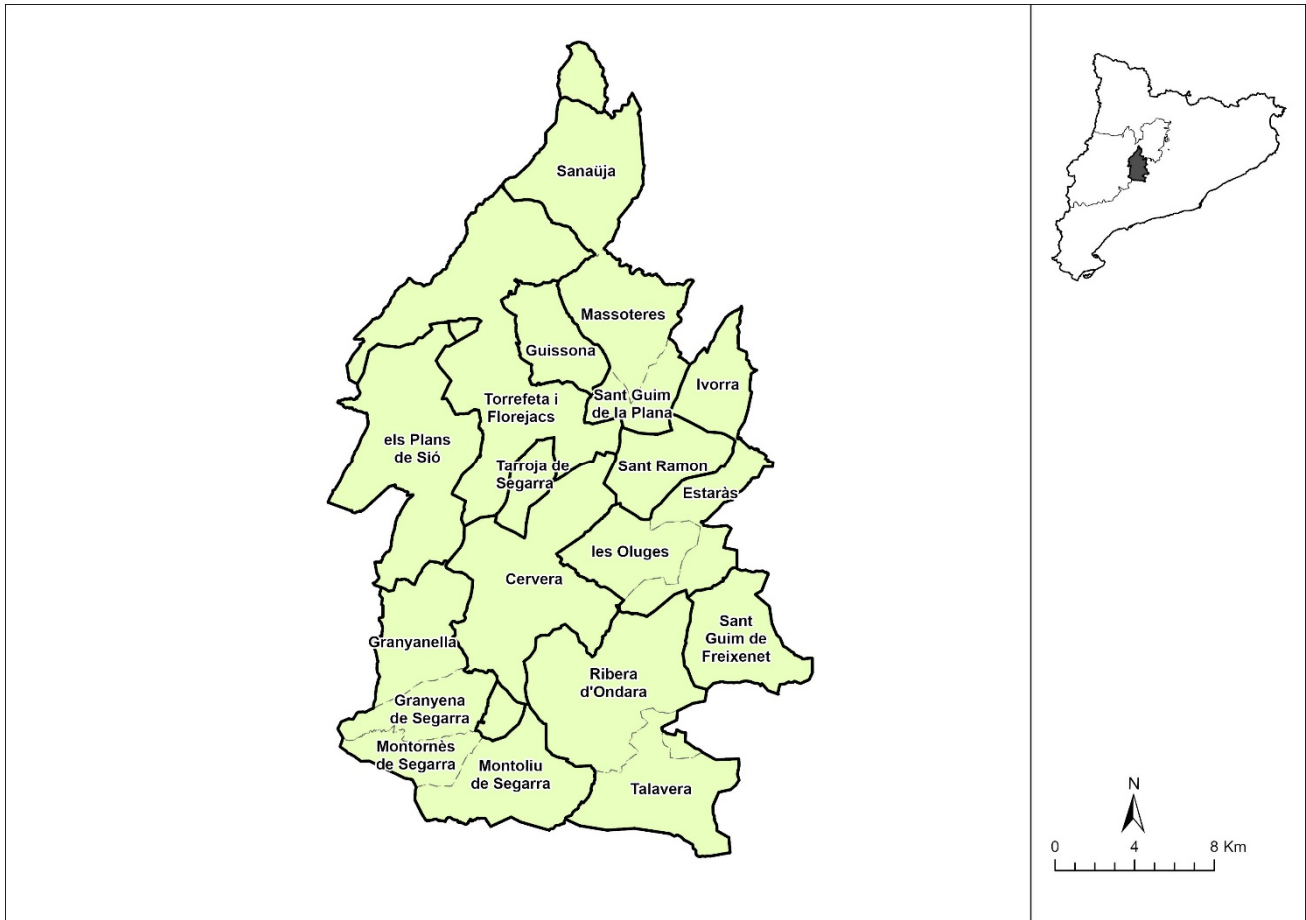 Sanaüja
Massoteres
Guissona
Ivorra
Torrefeta i
Florejacs
Sant Guim
de la Plana
els Plans
de Sió
Tarroja de
Segarra
Sant Ramon
Estaràs
les Oluges
Cervera
Sant
Guim de
Freixenet
Granyanella
Ribera
d'Ondara
Granyena
de Segarra
Montornès
de Segarra
Montoliu
de Segarra
Talavera
N
0 4 8 Km